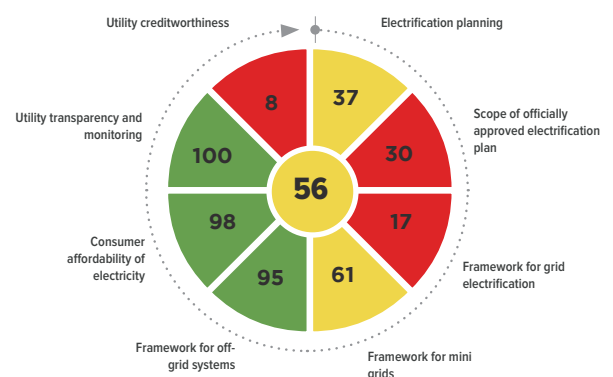 Utility creditworthiness
Electrification planning
8
37
Utility transparency and
monitoring
Scope of officially
approved electrification
plan
100
30
56
98
17
Consumer
affordability of
electricity
Framework for grid
electrification
95
61
Framework for off-
grid systems
Framework for mini
grids